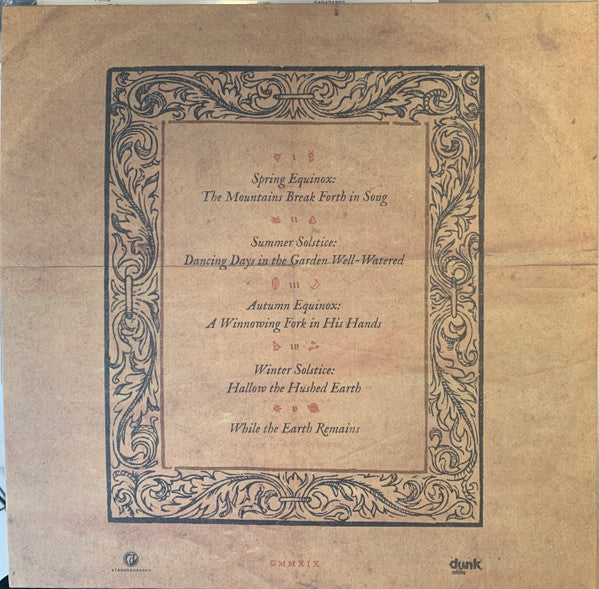 I
Spring Equinox:
The Mountains Break Forth in Song
II
Summer Solstice:
Dancing Days in the Garden Well-Watered
III
Autumn Equinox:
A Winnowing Fork in His Hands
IV
Winter Solstice:
Hallow the Hushed Earth
V
While the Earth Remains
©MMXIX
dunk